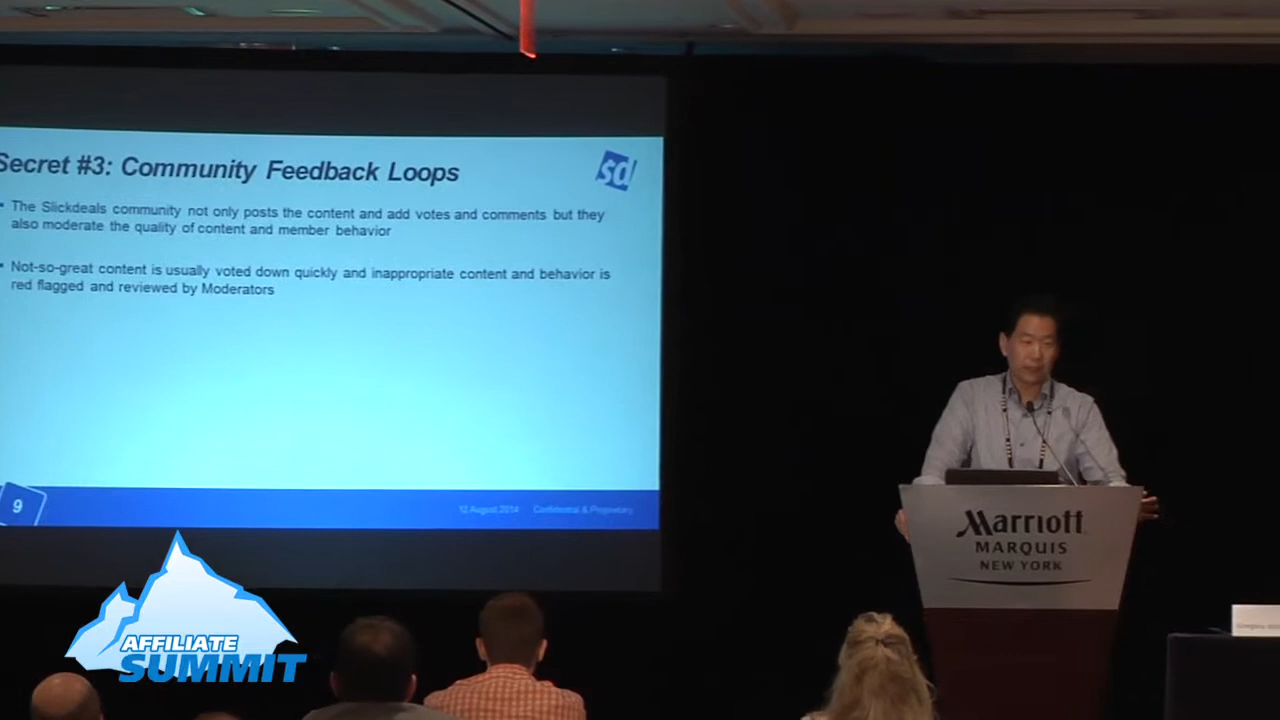 Secret #3: Community Feedback Loops
sd
The Slickdeals community not only posts the content and add votes and comments but they
also moderate the quality of content and member behavior
Not-so-great content is usually voted down quickly and inappropriate content and behavior is
red flagged and reviewed by Moderators
9
12 August 2014 Confidential & Proprietary
Marriott
MARQUIS
NEW YORK
AFFILIATE
SUMMIT